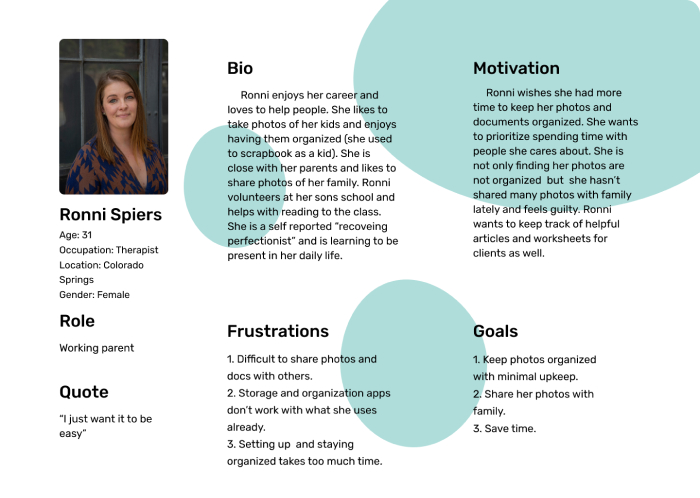 Ronni Spiers
Age: 31
Occupation: Therapist
Location: Colorado
Springs
Gender: Female
Role
Working parent
Quote
“I just want it to be
easy”
Bio
Ronni enjoys her career and
loves to help people. She likes to
take photos of her kids and enjoys
having them organized (she used
to scrapbook as a kid). She is
close with her parents and likes to
share photos of her family. Ronni
volunteers at her sons school and
helps with reading to the class.
She is a self reported “recoveing
perfectionist” and is learning to be
present in her daily life.
Motivation
Ronni wishes she had more
time to keep her photos and
documents organized. She wants
to prioritize spending time with
people she cares about. She is
not only finding her photos are
not organized but she hasn’t
shared many photos with family
lately and feels guilty. Ronni
wants to keep track of helpful
articles and worksheets for
clients as well.
Frustrations
1. Difficult to share photos and
docs with others.
2. Storage and organization apps
don’t work with what she uses
already.
3. Setting up and staying
organized takes too much time.
Goals
1. Keep photos organized
with minimal upkeep.
2. Share her photos with
family.
3. Save time.